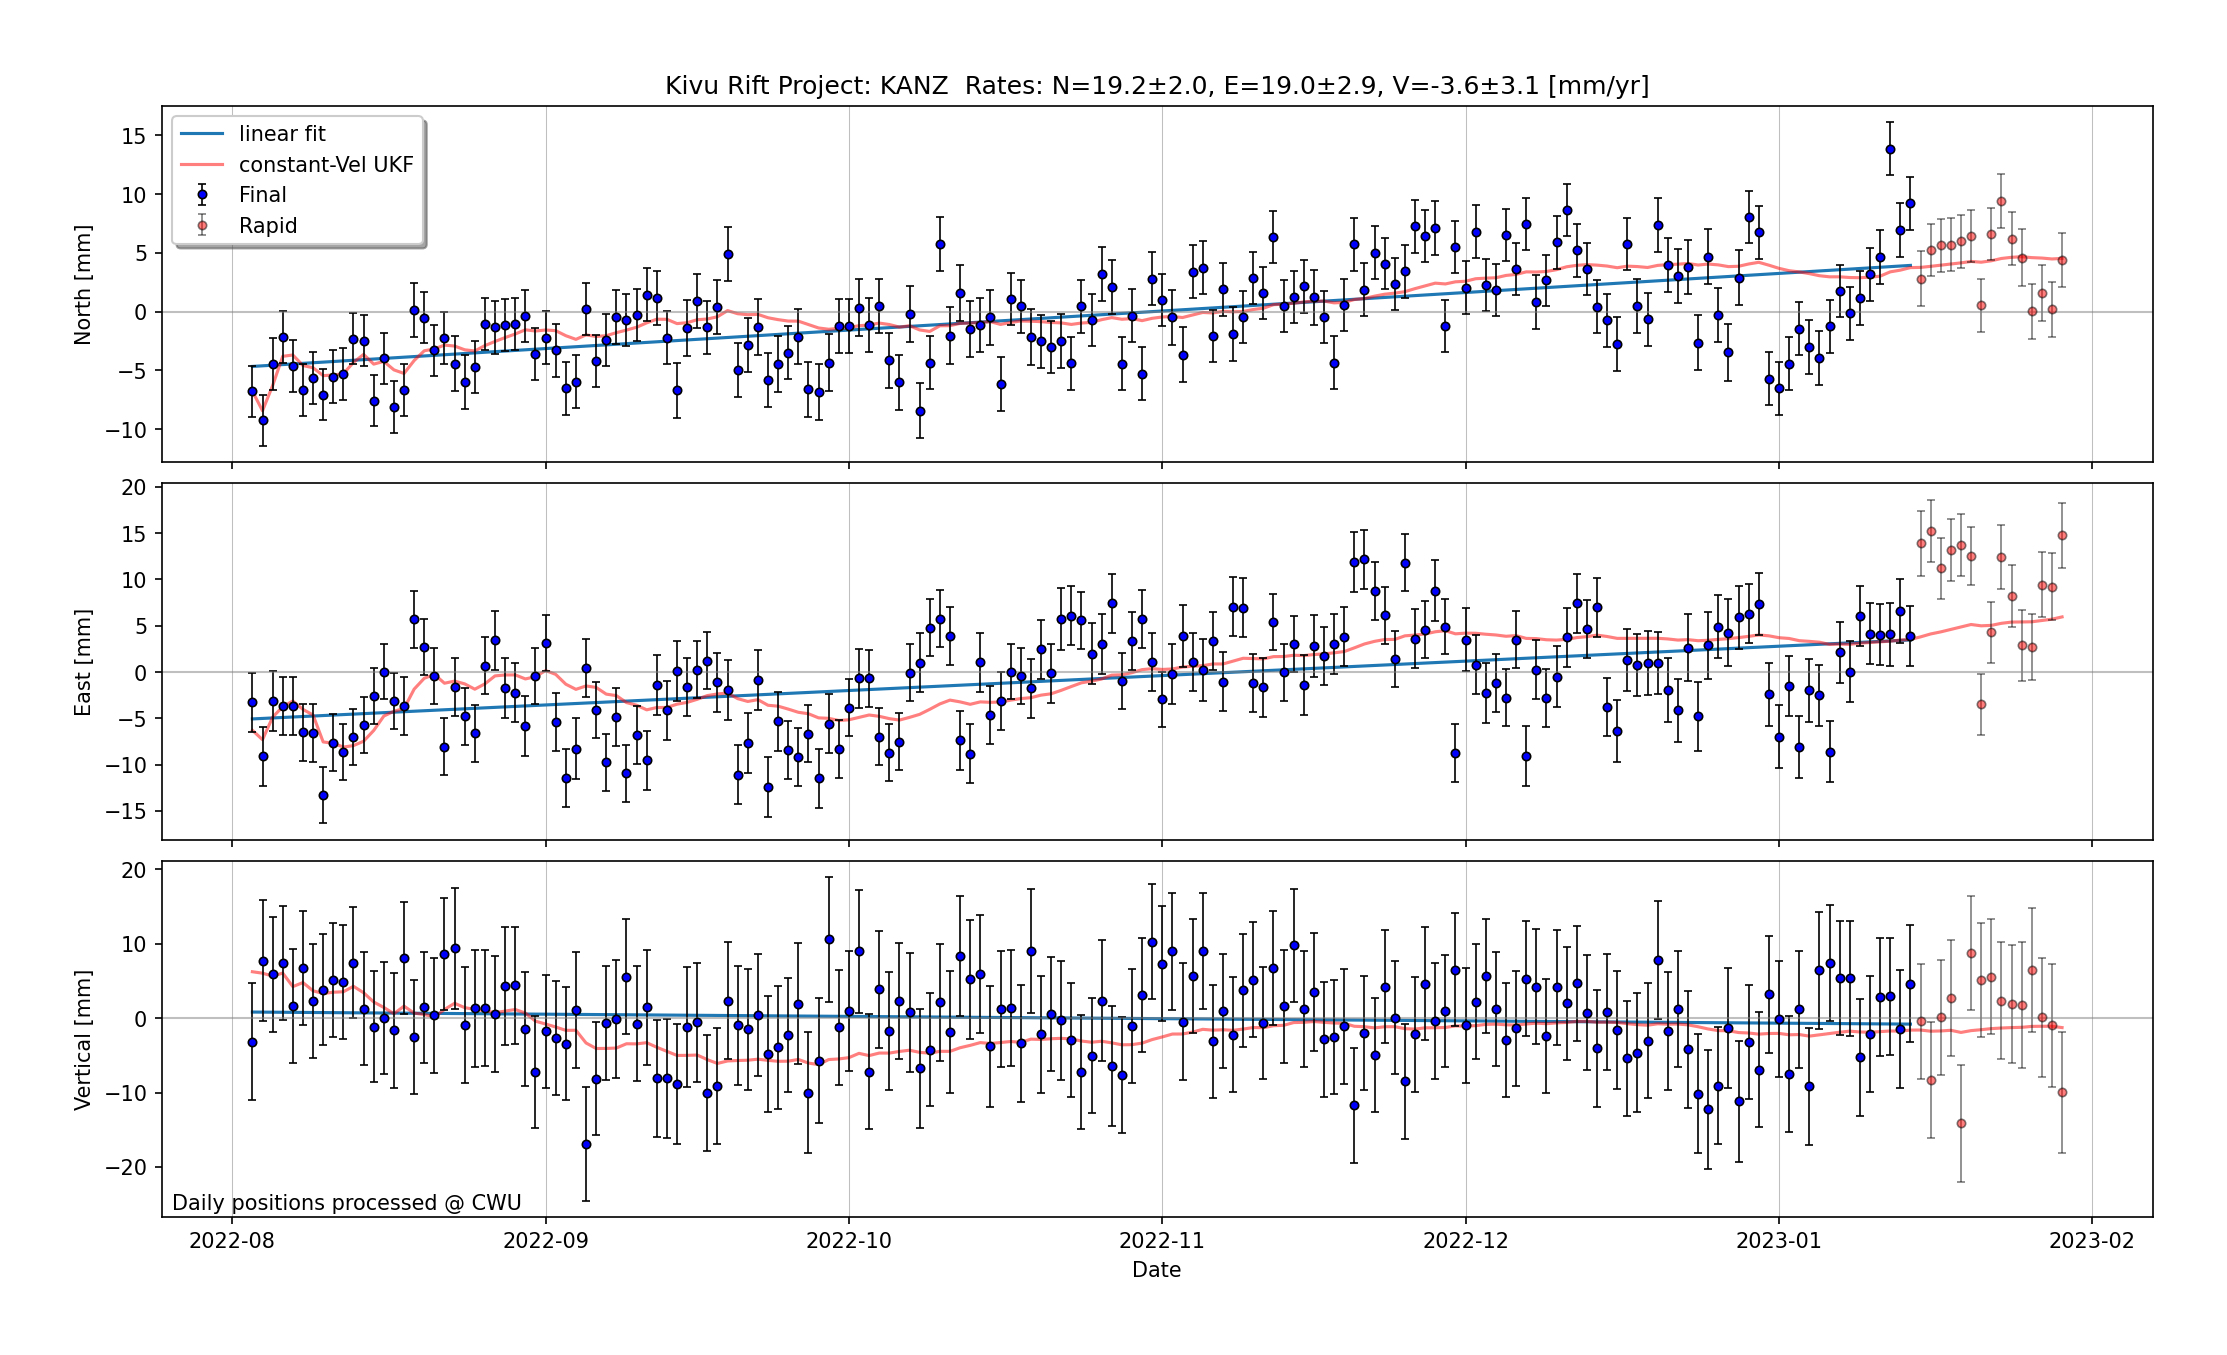 Kivu Rift Project: KANZ  Rates: N=19.2±2.0, E=19.0±2.9, V=-3.6±3.1 [mm/yr]
linear fit
constant-Vel UKF
Final
Rapid
North [mm]
15
10
5
0
−5
−10
East [mm]
20
15
10
5
0
−5
−10
−15
Vertical [mm]
20
10
0
−10
−20
Daily positions processed @ CWU
2022-08 2022-09 2022-10 2022-11 2022-12 2023-01 2023-02
Date